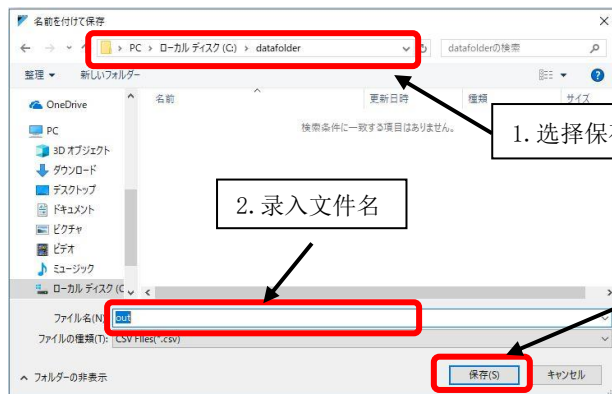 名前を付けて保存
PC › ローカル ディスク (C:) › datafolder
datafolderの検索
整理 新しいフォルダー
名前 更新日時 種類 サイズ
検索条件に一致する項目はありません。
OneDrive
PC
3D オブジェクト
ダウンロード
デスクトップ
ドキュメント
ピクチャ
ビデオ
ミュージック
ローカル ディスク (C
1. 选择保
2. 录入文件名
ファイル名(N):
out
ファイルの種類(T): CSV Files(*.csv)
フォルダーの非表示
保存(S) キャンセル